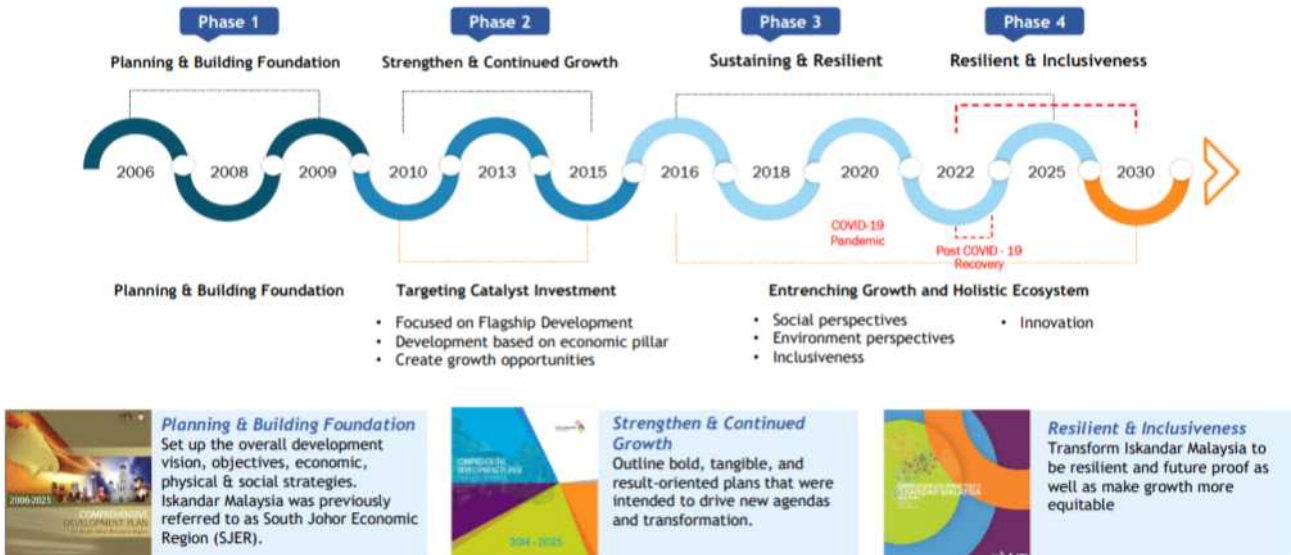 Phase 1
Phase 2
Phase 3
Phase 4
Planning & Building Foundation
Strengthen & Continued Growth
Sustaining & Resilient
Resilient & Inclusiveness
2006
2008
2009
2010
2013
2015
2016
2018
2020
2022
2025
2030
COVID-19
Pandemic
Post COVID - 19
Recovery
Planning & Building Foundation
Targeting Catalyst Investment
• Focused on Flagship Development
• Development based on economic pillar
• Create growth opportunities
Entrenching Growth and Holistic Ecosystem
• Social perspectives
• Environment perspectives
• Inclusiveness
• Innovation
2006-2025
COMPREHENSIVE
DEVELOPMENT PLAN
Planning & Building Foundation
Set up the overall development
vision, objectives, economic,
physical & social strategies.
Iskandar Malaysia was previously
referred to as South Johor Economic
Region (SJER).
COMPREHENSIVE
DEVELOPMENT PLAN
2014 - 2025
Strengthen & Continued
Growth
Outline bold, tangible, and
result-oriented plans that were
intended to drive new agendas
and transformation.
ISKANDAR MALAYSIA
Resilient & Inclusiveness
Transform Iskandar Malaysia to
be resilient and future proof as
well as make growth more
equitable